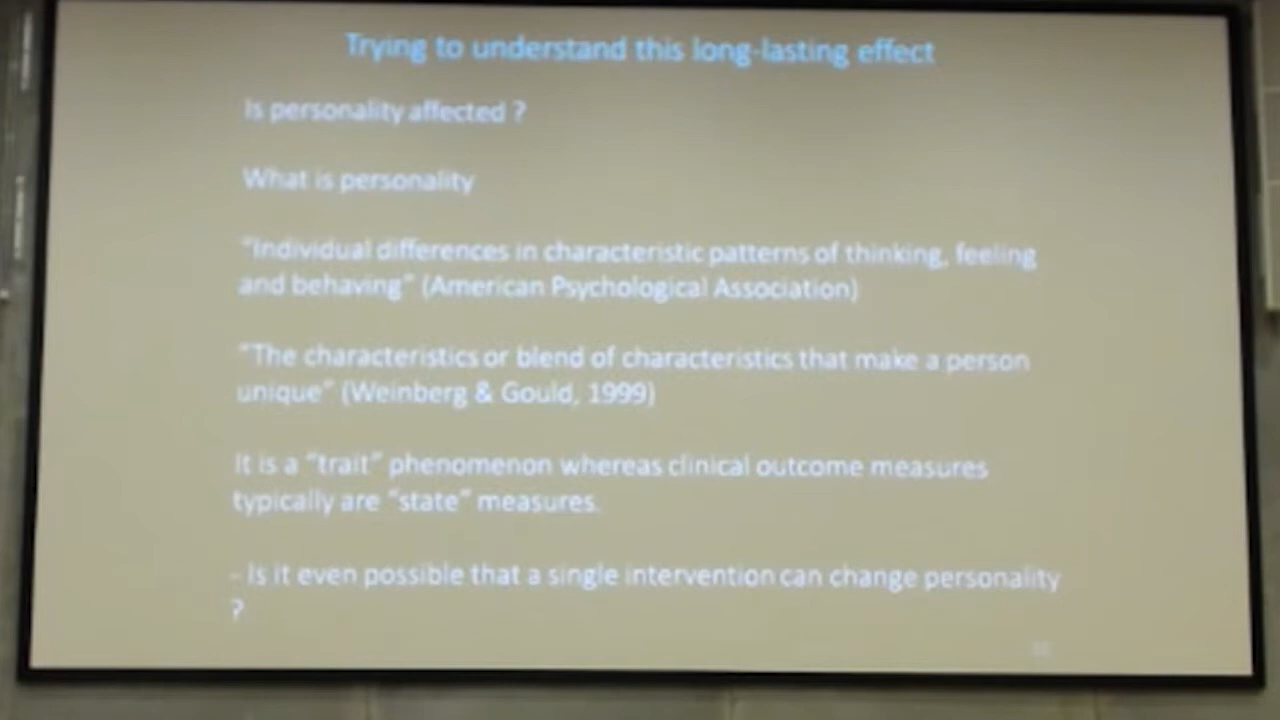 Trying to understand this long-lasting effect
Is personality affected ?
What is personality
"Individual differences in characteristic patterns of thinking, feeling
and behaving" (American Psychological Association)
"The characteristics or blend of characteristics that make a person
unique" (Weinberg & Gould, 1999)
It is a "trait" phenomenon whereas clinical outcome measures
typically are "state" measures.
- Is it even possible that a single intervention can change personality
?